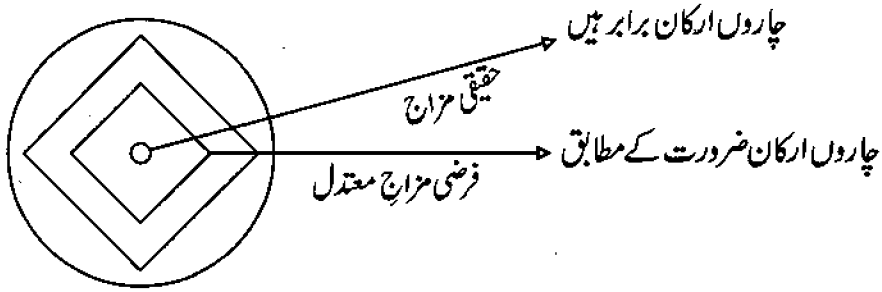 چاروں ارکان برابر ہیں
حقیقی مزاج
چاروں ارکان ضرورت کے مطابق
فرضی مزاجِ معتدل